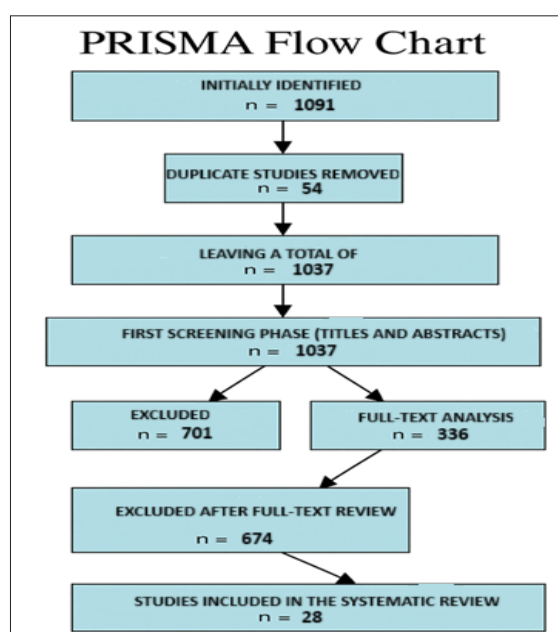 PRISMA Flow Chart
INITIALLY IDENTIFIED
n = 1091
DUPLICATE STUDIES REMOVED
n = 54
LEAVING A TOTAL OF
n = 1037
FIRST SCREENING PHASE (TITLES AND ABSTRACTS)
n = 1037
EXCLUDED
n = 701
FULL-TEXT ANALYSIS
n = 336
EXCLUDED AFTER FULL-TEXT REVIEW
n = 674
STUDIES INCLUDED IN THE SYSTEMATIC REVIEW
n = 28